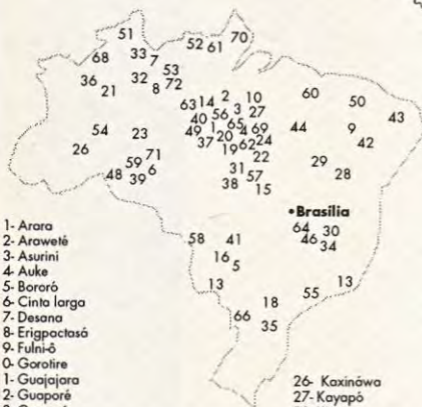 51
52 61 70
68 33 7
53
36 32 8 72
21
63 14 2 10 60
50
40 56 3 27
43
54 23 49 1 65 69 44 9
20 4 24
37 62 42
26 19
59 71 22 29
31
48 39 6 57 28
38 15
•Brasília
64 30
58 41 46 34
16
5
13 13
55
18
66
35
1- Arara
2- Araweté
3- Asurini
4- Auke
5- Bororó
6- Cinta larga
7- Desana
8- Erigpactasó
9- Fulni-ô
0- Gorotire
1- Guajajara
2- Guaporé
26- Kaxináwa
27- Kayapó